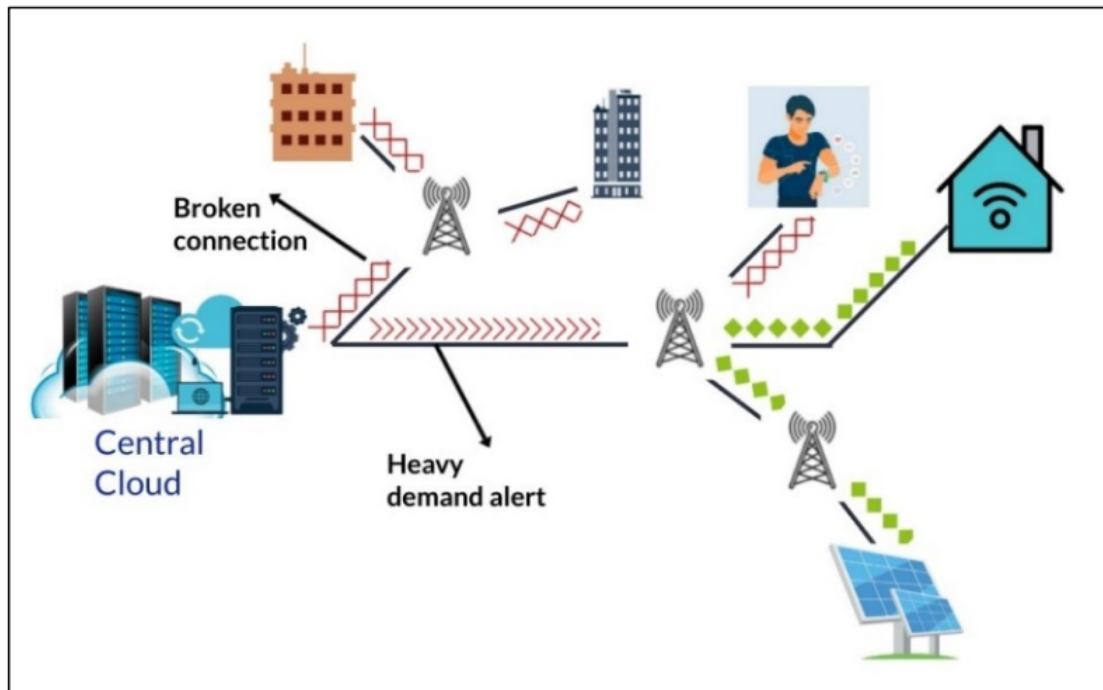 Broken
connection
Central
Cloud
Heavy
demand alert